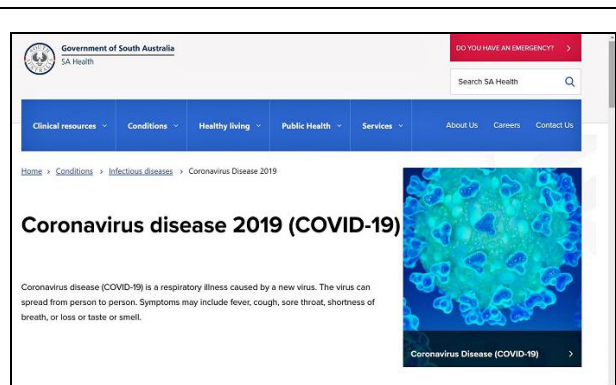 Government of South Australia
SA Health
DO YOU HAVE AN EMERGENCY? >
Search SA Health
Clinical resources
Conditions
Healthy living
Public Health
Services
About Us
Careers
Contact Us
Home > Conditions > Infectious diseases > Coronavirus Disease 2019
Coronavirus disease 2019 (COVID-19)
Coronavirus disease (COVID-19) is a respiratory illness caused by a new virus. The virus can
spread from person to person. Symptoms may include fever, cough, sore throat, shortness of
breath, or loss or taste or smell.
Coronavirus Disease (COVID-19) >